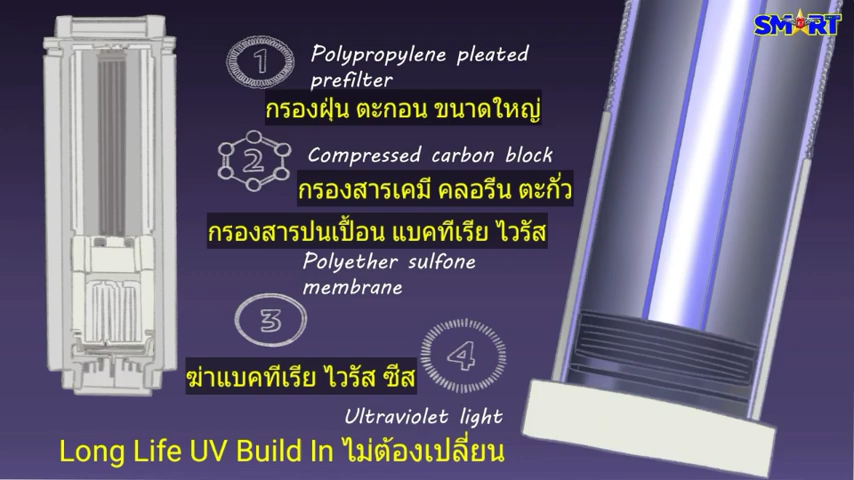 SMART
1
Polypropylene pleated
prefilter
กรองฝุ่น ตะกอน ขนาดใหญ่
2
Compressed carbon block
กรองสารเคมี คลอรีน ตะกั่ว
กรองสารปนเปื้อน แบคทีเรีย ไวรัส
Polyether sulfone
membrane
3
4
ฆ่าแบคทีเรีย ไวรัส ซีส
Ultraviolet light
Long Life UV Build In ไม่ต้องเปลี่ยน